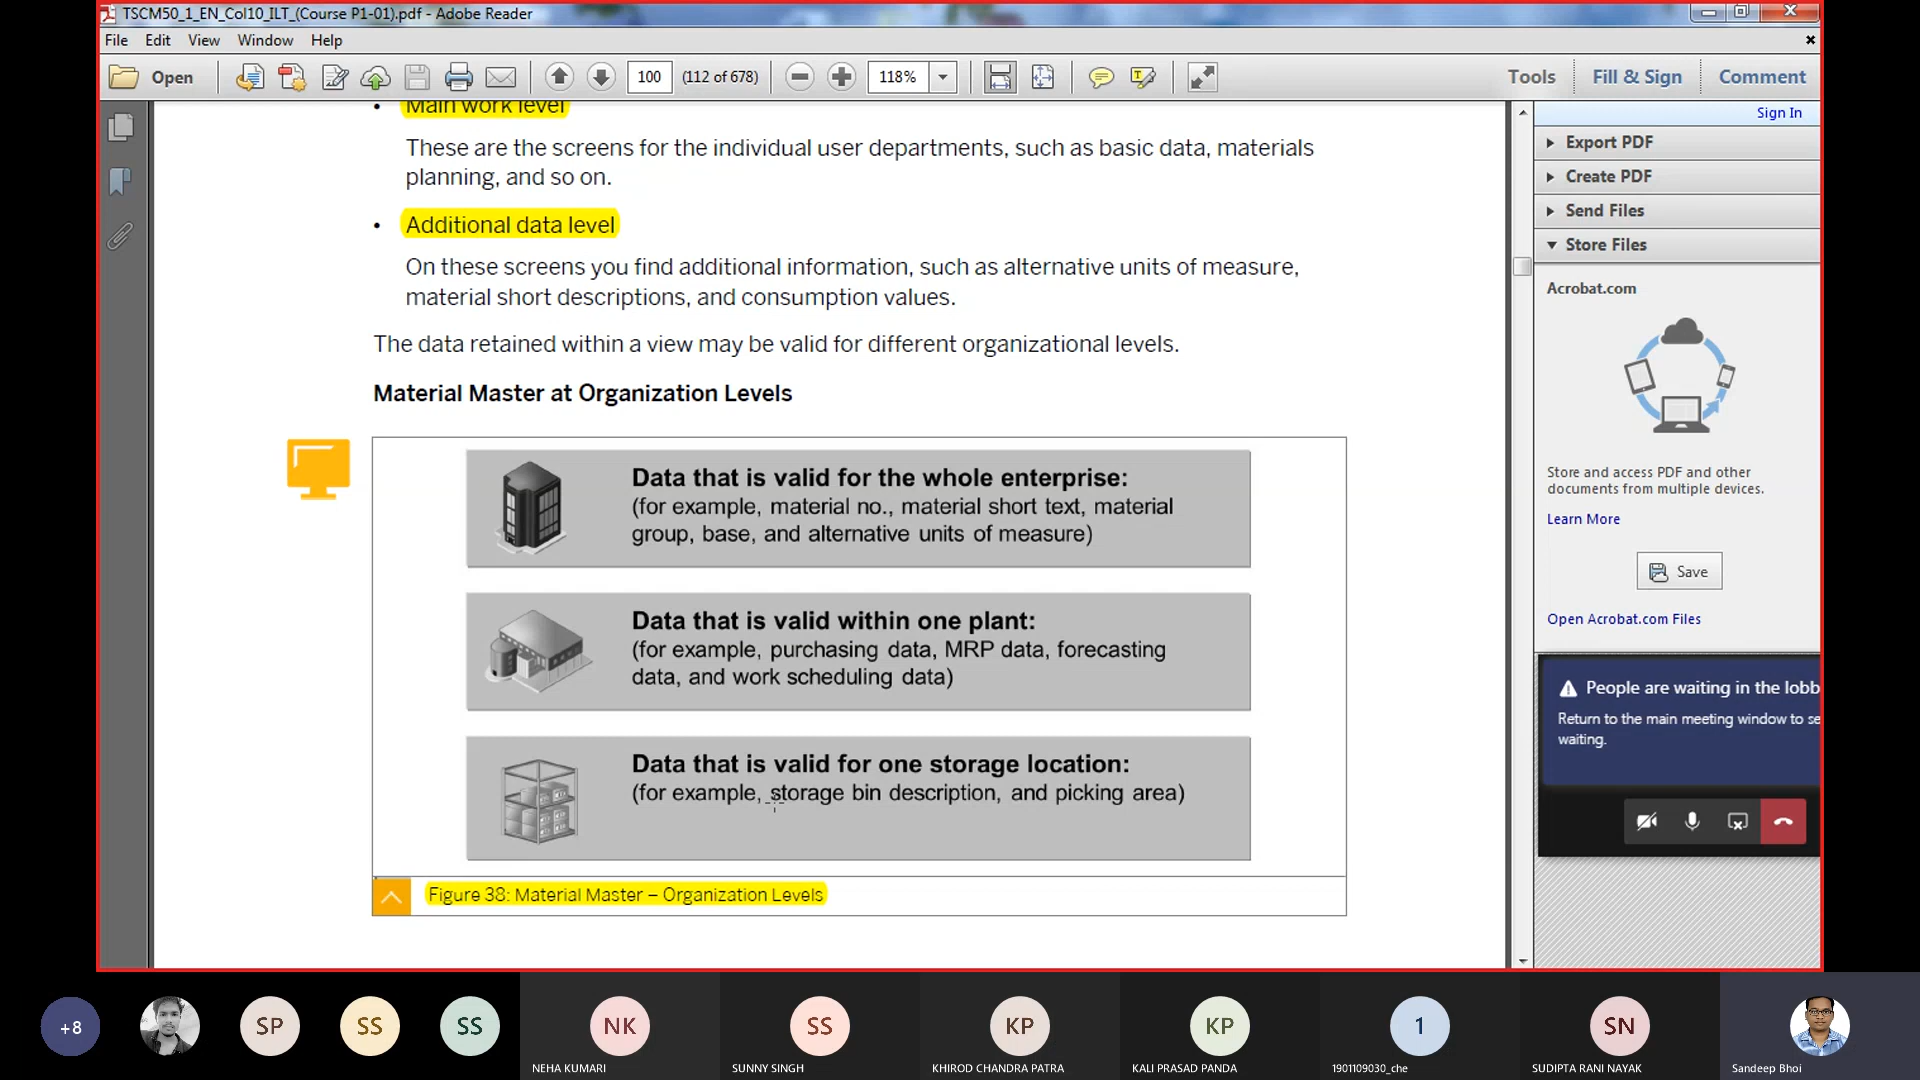 TSCM50_1_EN_Col10_ILT_(Course P1-01).pdf - Adobe Reader
File Edit View Window Help
Open 100 (112 of 678) 118% Tools Fill & Sign Comment
Sign In
Export PDF
Create PDF
Send Files
Store Files
Acrobat.com
Store and access PDF and other
documents from multiple devices.
Learn More
Save
Open Acrobat.com Files
• Main work level
These are the screens for the individual user departments, such as basic data, materials
planning, and so on.
• Additional data level
On these screens you find additional information, such as alternative units of measure,
material short descriptions, and consumption values.
The data retained within a view may be valid for different organizational levels.
Material Master at Organization Levels
Data that is valid for the whole enterprise:
(for example, material no., material short text, material
group, base, and alternative units of measure)
Data that is valid within one plant:
(for example, purchasing data, MRP data, forecasting
data, and work scheduling data)
Data that is valid for one storage location:
(for example, storage bin description, and picking area)
Figure 38: Material Master – Organization Levels
People are waiting in the lobb
Return to the main meeting window to se
waiting.
+8 SP SS SS NK SS KP KP 1 SN
NEHA KUMARI SUNNY SINGH KHIROD CHANDRA PATRA KALI PRASAD PANDA 1901109030_che SUDIPTA RANI NAYAK Sandeep Bhoi